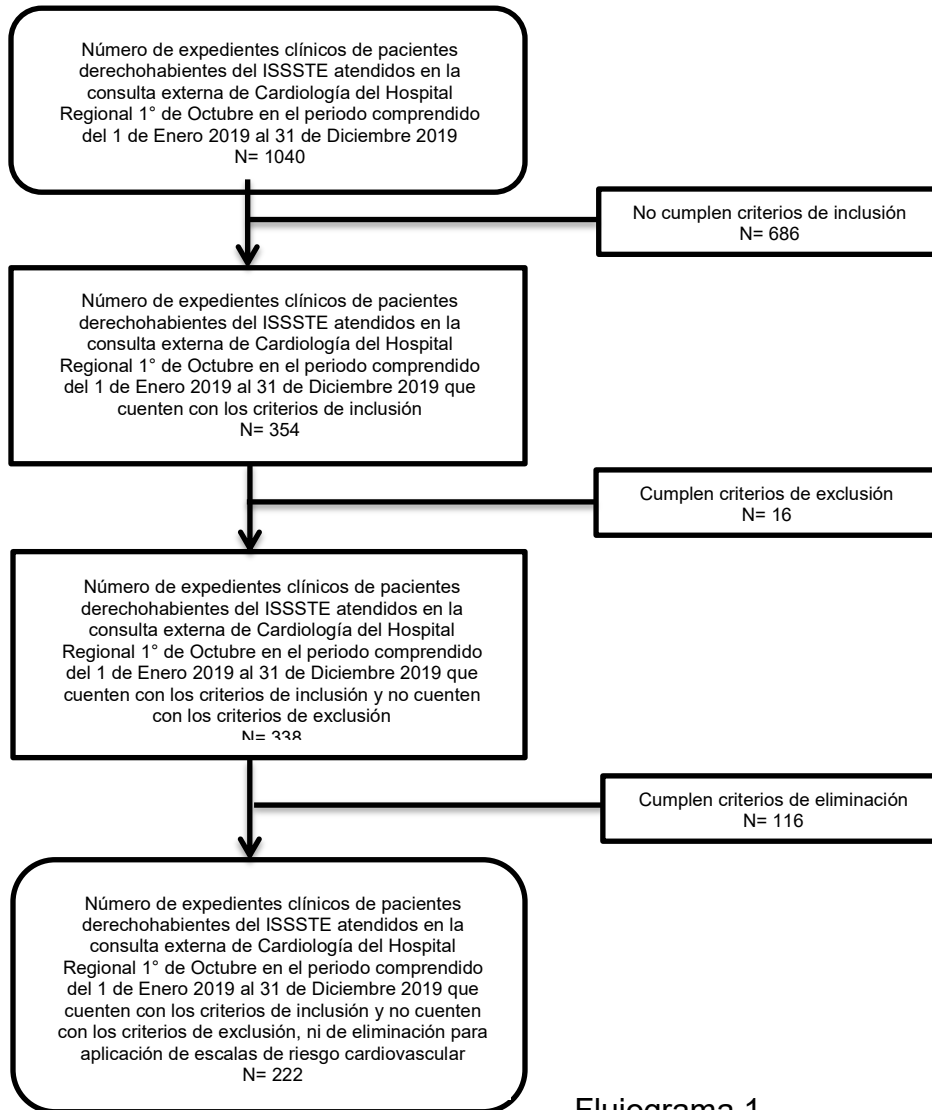 Número de expedientes clínicos de pacientes
derechohabientes del ISSSTE atendidos en la
consulta externa de Cardiología del Hospital
Regional 1° de Octubre en el periodo comprendido
del 1 de Enero 2019 al 31 de Diciembre 2019
N= 1040
No cumplen criterios de inclusión
N= 686
Número de expedientes clínicos de pacientes
derechohabientes del ISSSTE atendidos en la
consulta externa de Cardiología del Hospital
Regional 1° de Octubre en el periodo comprendido
del 1 de Enero 2019 al 31 de Diciembre 2019 que
cuenten con los criterios de inclusión
N= 354
Cumplen criterios de exclusión
N= 16
Número de expedientes clínicos de pacientes
derechohabientes del ISSSTE atendidos en la
consulta externa de Cardiología del Hospital
Regional 1° de Octubre en el periodo comprendido
del 1 de Enero 2019 al 31 de Diciembre 2019 que
cuenten con los criterios de inclusión y no cuenten
con los criterios de exclusión
N= 338
Cumplen criterios de eliminación
N= 116
Número de expedientes clínicos de pacientes
derechohabientes del ISSSTE atendidos en la
consulta externa de Cardiología del Hospital
Regional 1° de Octubre en el periodo comprendido
del 1 de Enero 2019 al 31 de Diciembre 2019 que
cuenten con los criterios de inclusión y no cuenten
con los criterios de exclusión, ni de eliminación para
aplicación de escalas de riesgo cardiovascular
N= 222
Flujograma 1